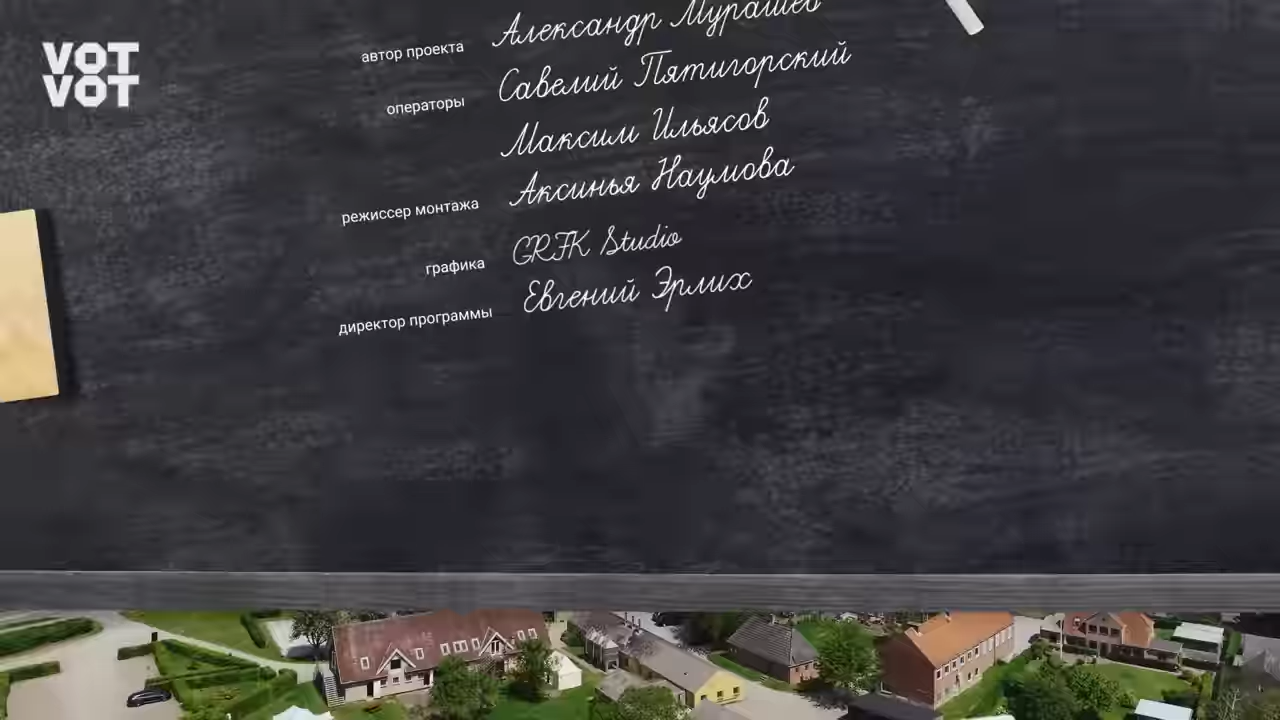 VOT
VOT
автор проекта Александр Мурашев
операторы Савелий Пятигорский
Максим Ильясов
режиссер монтажа Аксинья Наумова
графика GRFK Studio
директор программы Евгений Эрлих